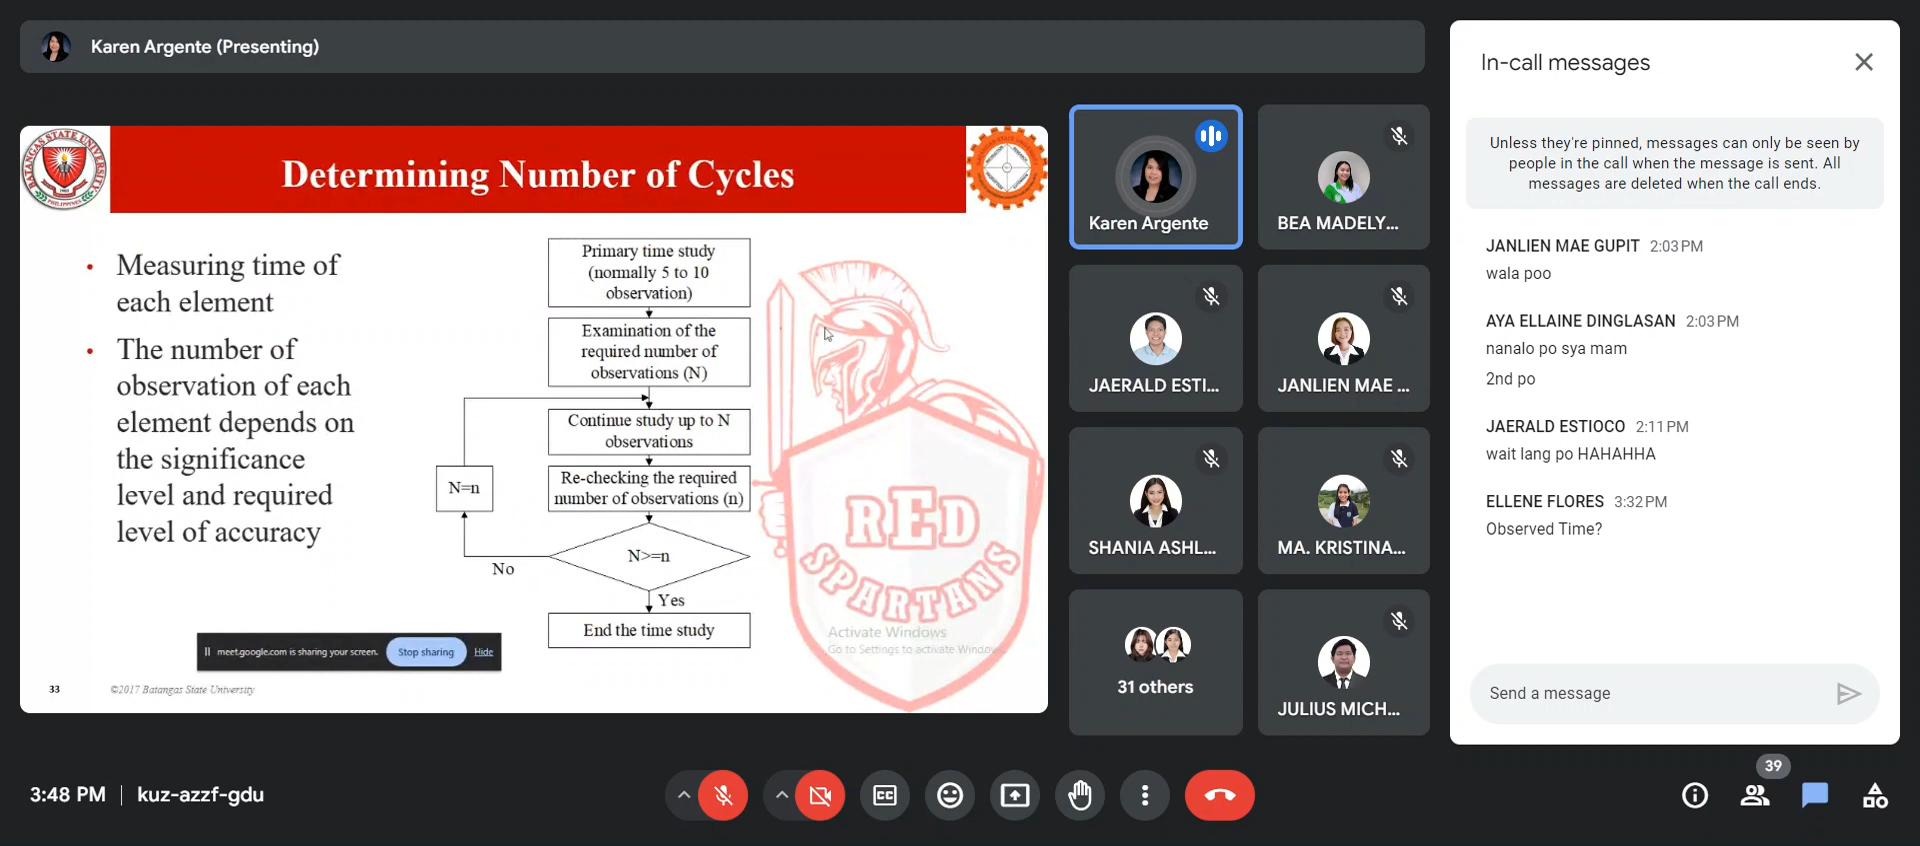 Karen Argente (Presenting)
BATANGAS STATE UNIVERSITY
PHILIPPINES
Determining Number of Cycles
• Measuring time of
each element
• The number of
observation of each
element depends on
the significance
level and required
level of accuracy
Primary time study
(normally 5 to 10
observation)
Examination of the
required number of
observations (N)
Continue study up to N
observations
Re-checking the required
number of observations (n)
N=n
N>=n
No
Yes
End the time study
RED
SPARTANS
Activate Windows
Go to Settings to activate Windows.
meet.google.com is sharing your screen.
Stop sharing
Hide
33
©2017 Batangas State University
Karen Argente
BEA MADELY...
JAERALD ESTI...
JANLIEN MAE ...
SHANIA ASHL...
MA. KRISTINA...
31 others
JULIUS MICH...
In-call messages
Unless they're pinned, messages can only be seen by
people in the call when the message is sent. All
messages are deleted when the call ends.
JANLIEN MAE GUPIT 2:03 PM
wala poo
AYA ELLAINE DINGLASAN 2:03 PM
nanalo po sya mam
2nd po
JAERALD ESTIOCO 2:11 PM
wait lang po HAHAHHA
ELLENE FLORES 3:32 PM
Observed Time?
Send a message
3:48 PM | kuz-azzf-gdu
CC
39